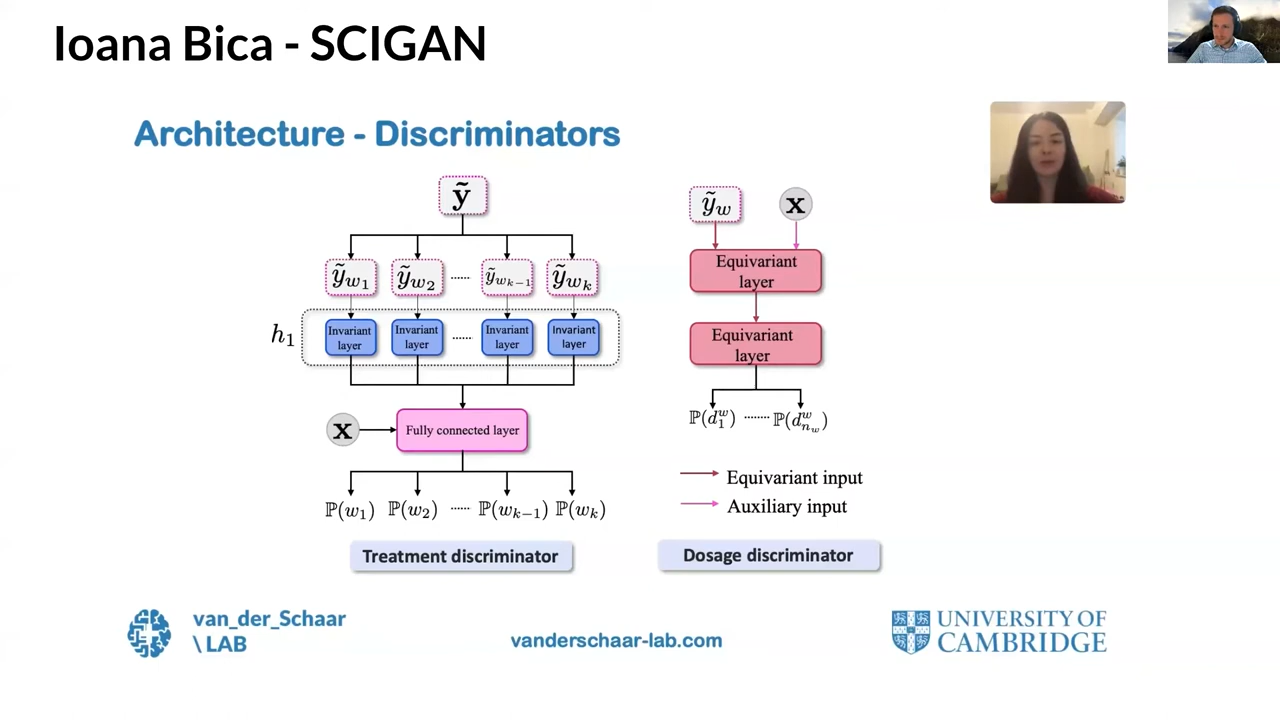 Ioana Bica - SCIGAN
Architecture - Discriminators
ỹ
ỹw₁ ỹw₂ ...... ỹwₖ₋₁ ỹwₖ
h₁
Invariant layer
Invariant layer
......
Invariant layer
Invariant layer
x
Fully connected layer
ℙ(w₁) ℙ(w₂) ...... ℙ(wₖ₋₁) ℙ(wₖ)
Treatment discriminator
ỹw x
Equivariant
layer
Equivariant
layer
ℙ(d₁ʷ) ........ ℙ(dʷn_w)
Equivariant input
Auxiliary input
Dosage discriminator
van_der_Schaar
\ LAB
vanderschaar-lab.com
UNIVERSITY OF
CAMBRIDGE